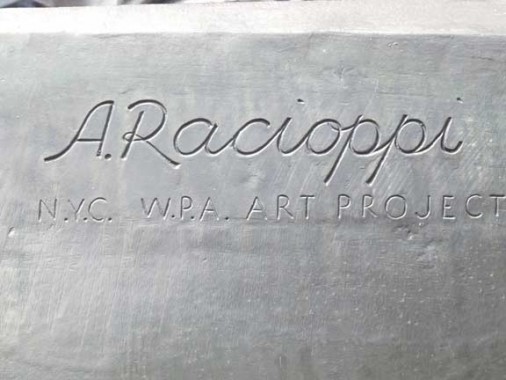 A.Racioppi
N.Y.C. W.P.A. ART PROJECT